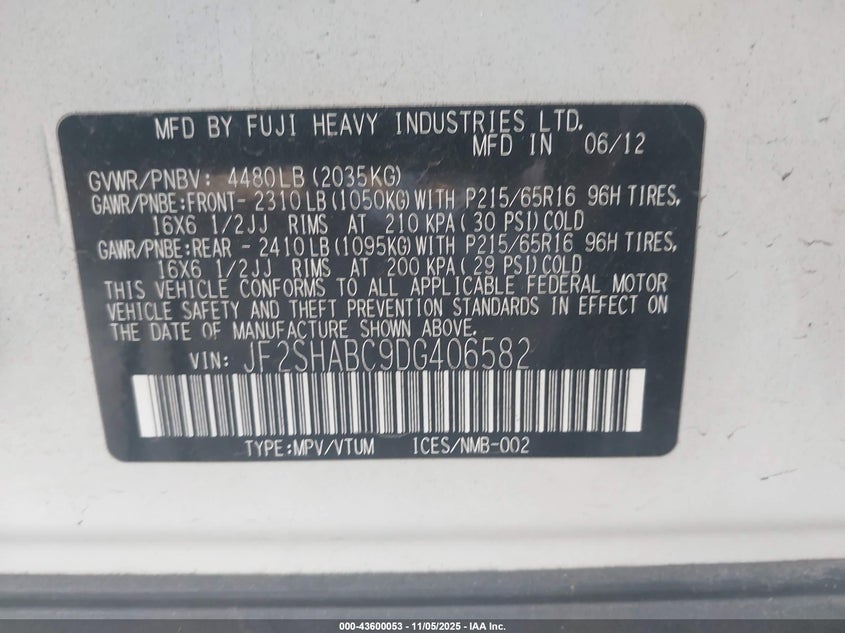 MFD BY FUJI HEAVY INDUSTRIES LTD.
MFD IN 06/12
GVWR/PNBV: 4480LB (2035KG)
GAWR/PNBE:FRONT- 2310 LB (1050KG) WITH P215/65R16 96H TIRES,
16X6 1/2JJ RIMS AT 210 KPA ( 30 PSI) COLD
GAWR/PNBE:REAR - 2410 LB (1095KG) WITH P215/65R16 96H TIRES,
16X6 1/2JJ RIMS AT 200 KPA ( 29 PSI) COLD
THIS VEHICLE CONFORMS TO ALL APPLICABLE FEDERAL MOTOR
VEHICLE SAFETY AND THEFT PREVENTION STANDARDS IN EFFECT ON
THE DATE OF MANUFACTURE SHOWN ABOVE.
VIN: JF2SHABC9DG406582
TYPE:MPV/VTUM ICES/NMB-002
000-43600053 - 11/05/2025 - IAA Inc.